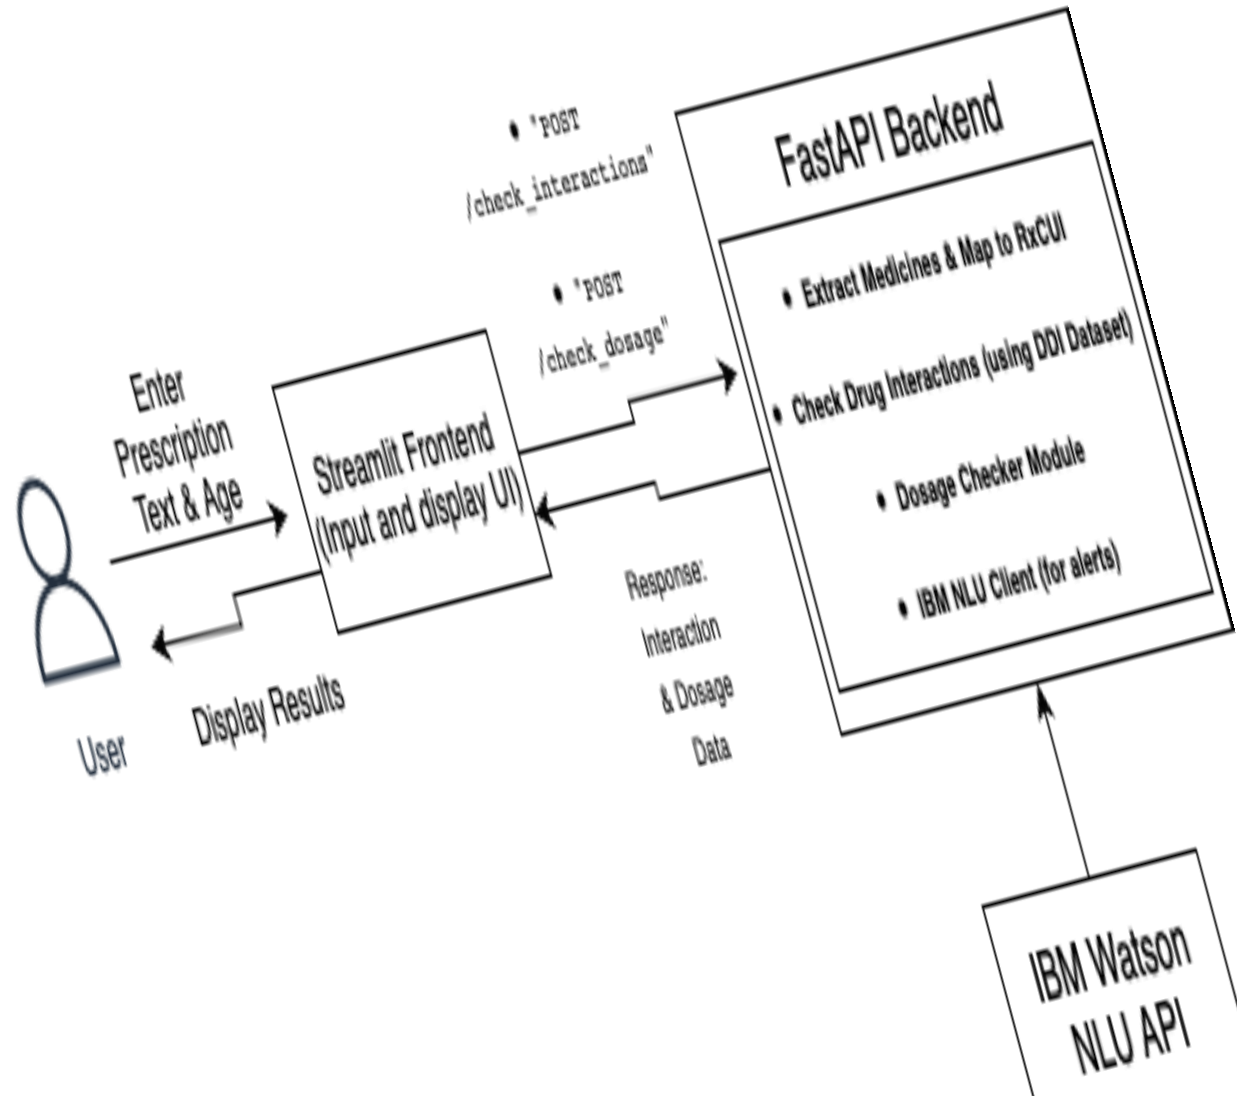 Enter
Prescription
Text & Age
User
Display Results
Streamlit Frontend
(Input and display UI)
• "POST
/check_interactions"
• "POST
/check_dosage"
Response:
Interaction
& Dosage
Data
FastAPI Backend
• Extract Medicines & Map to RxCUI
• Check Drug Interactions (using DDI Dataset)
• Dosage Checker Module
• IBM NLU Client (for alerts)
IBM Watson
NLU API